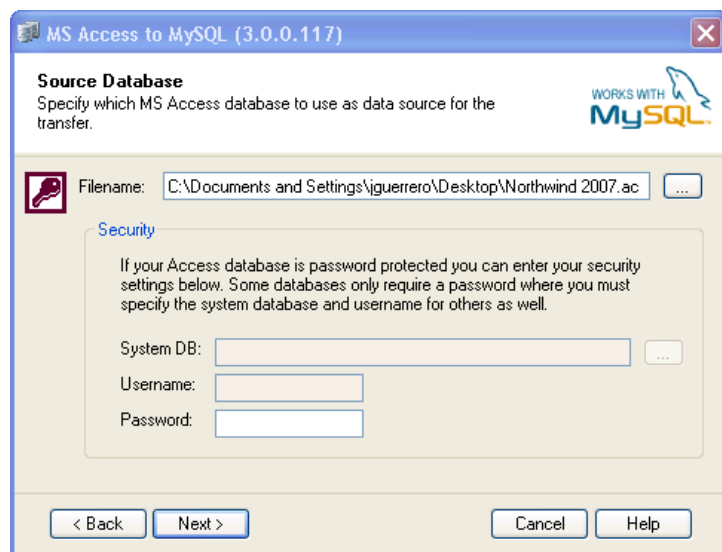 MS Access to MySQL (3.0.0.117)
Source Database
Specify which MS Access database to use as data source for the
transfer.
WORKS WITH
MySQL
Filename: C:\Documents and Settings\jguerrero\Desktop\Northwind 2007.ac ...
Security
If your Access database is password protected you can enter your security
settings below. Some databases only require a password where you must
specify the system database and username for others as well.
System DB: ...
Username:
Password:
< Back Next > Cancel Help